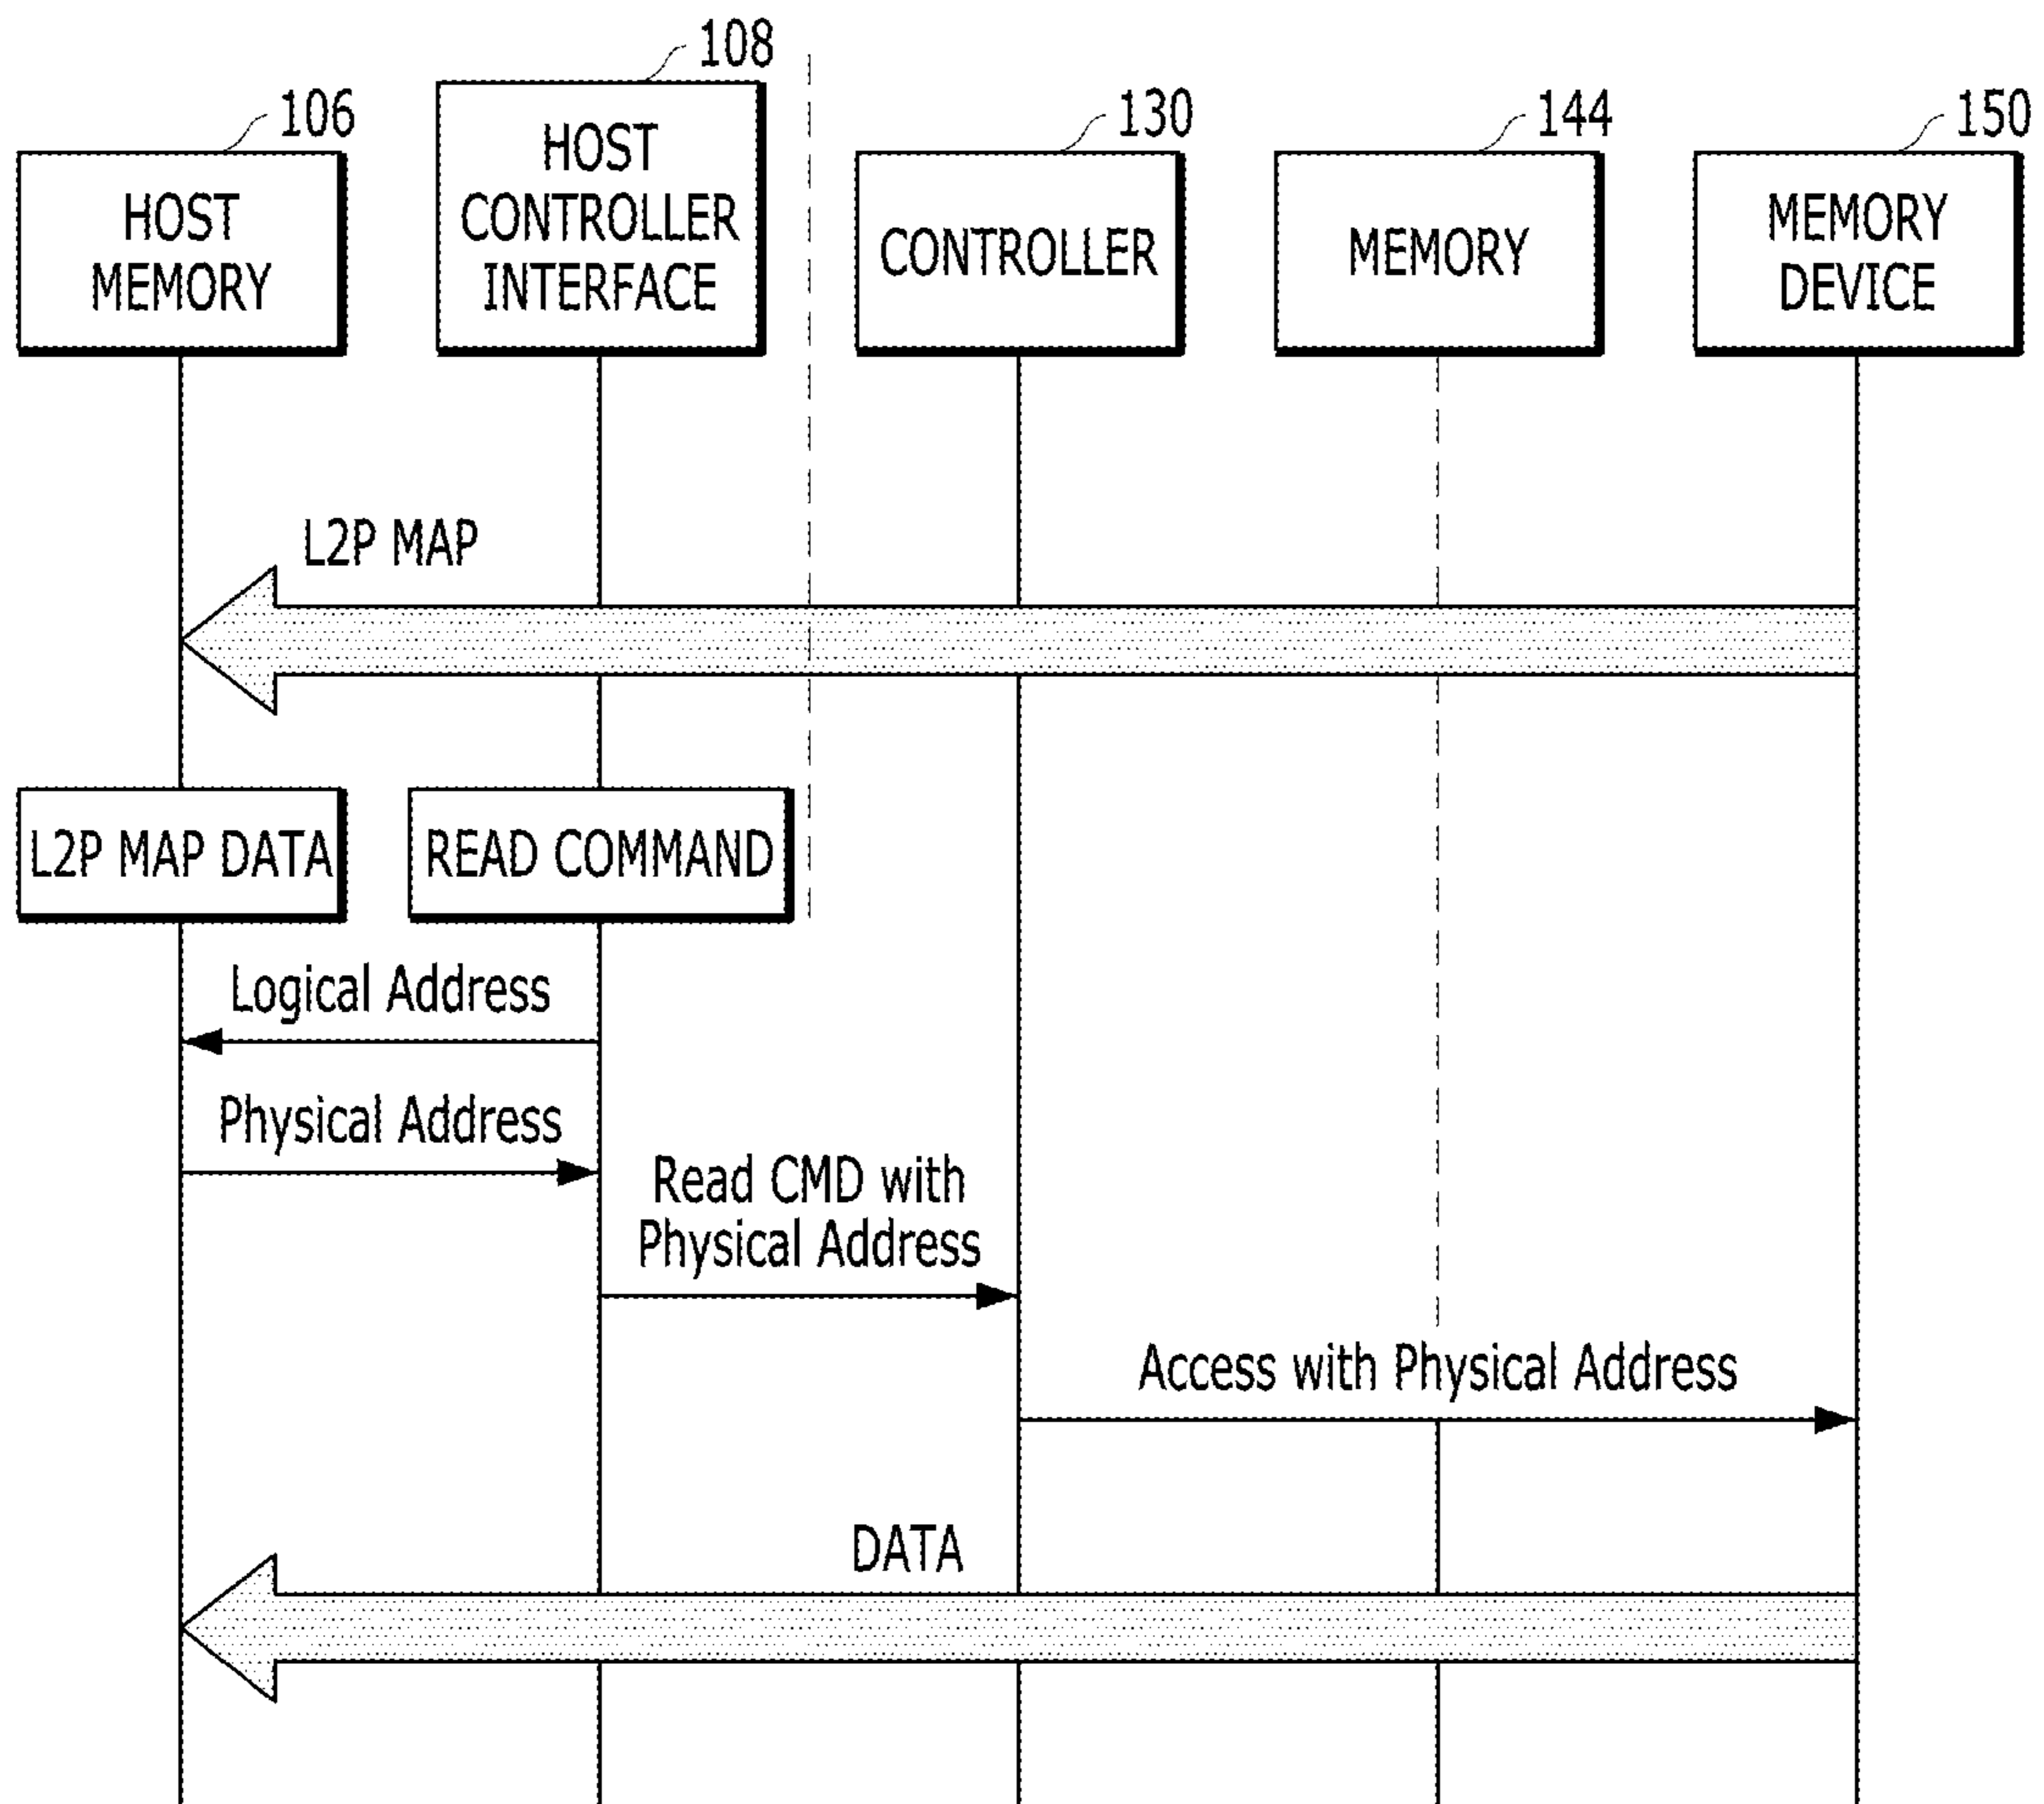 108
106
130
144
150
HOST
MEMORY
HOST
CONTROLLER
INTERFACE
CONTROLLER
MEMORY
MEMORY
DEVICE
L2P MAP
L2P MAP DATA
READ COMMAND
Logical Address
Physical Address
Read CMD with
Physical Address
Access with Physical Address
DATA